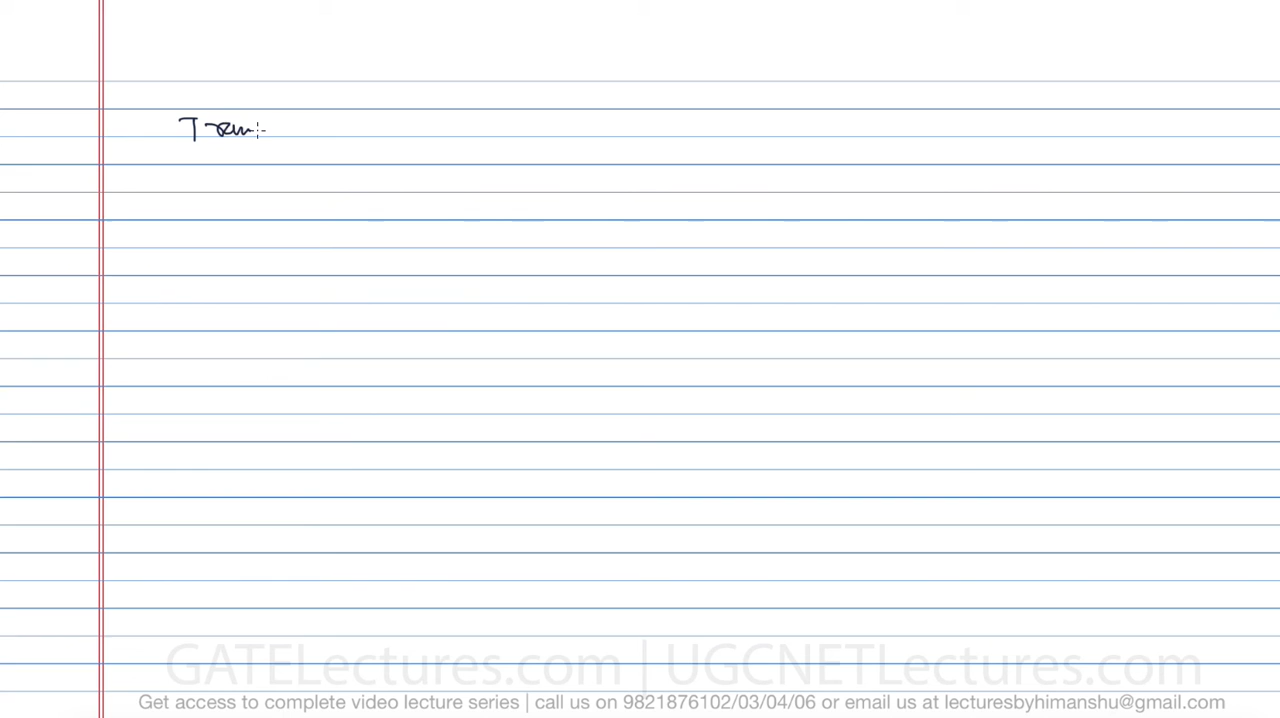 Tran
GATELectures.com | UGCNETLectures.com
Get access to complete video lecture series | call us on 9821876102/03/04/06 or email us at lecturesbyhimanshu@gmail.com